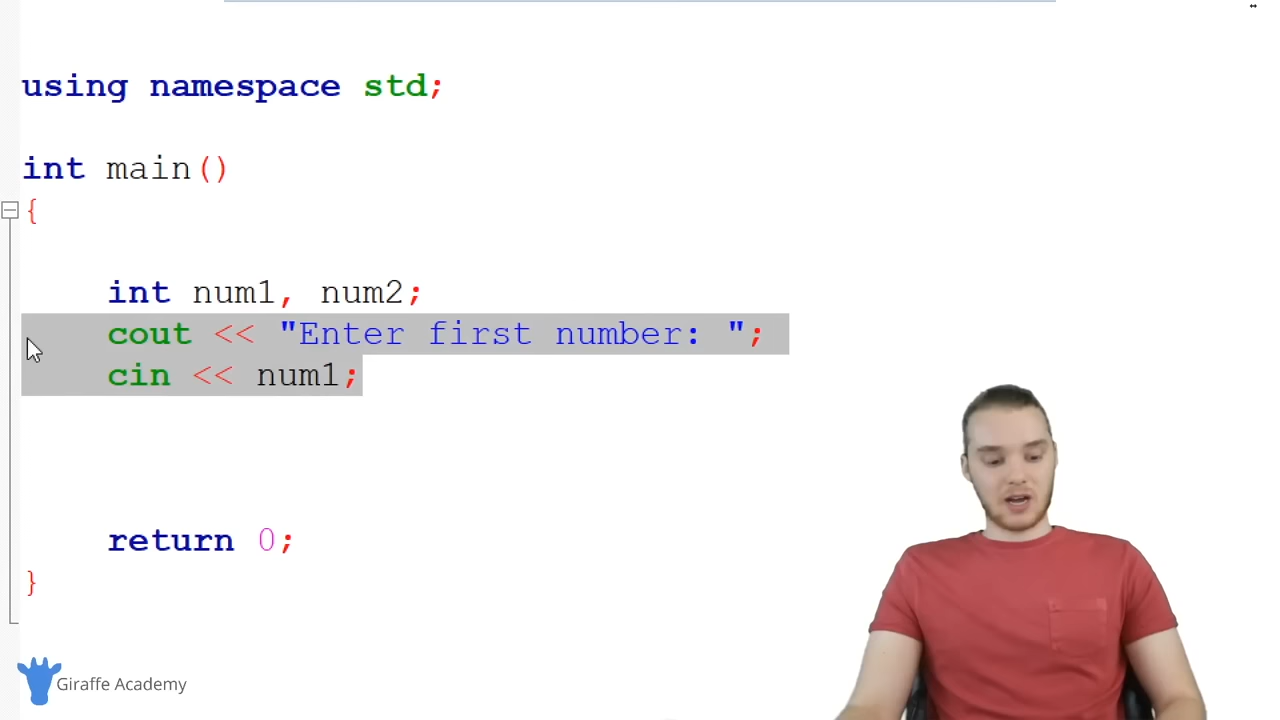 using namespace std;
int main()
{
int num1, num2;
cout << "Enter first number: ";
cin << num1;
return 0;
}
Giraffe Academy